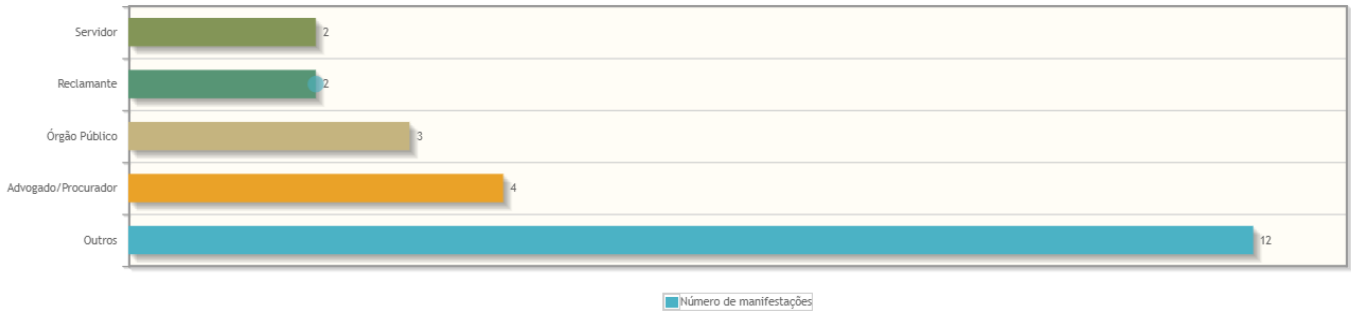 Servidor 2
Reclamante 2
Órgão Público 3
Advogado/Procurador 4
Outros 12
Número de manifestações